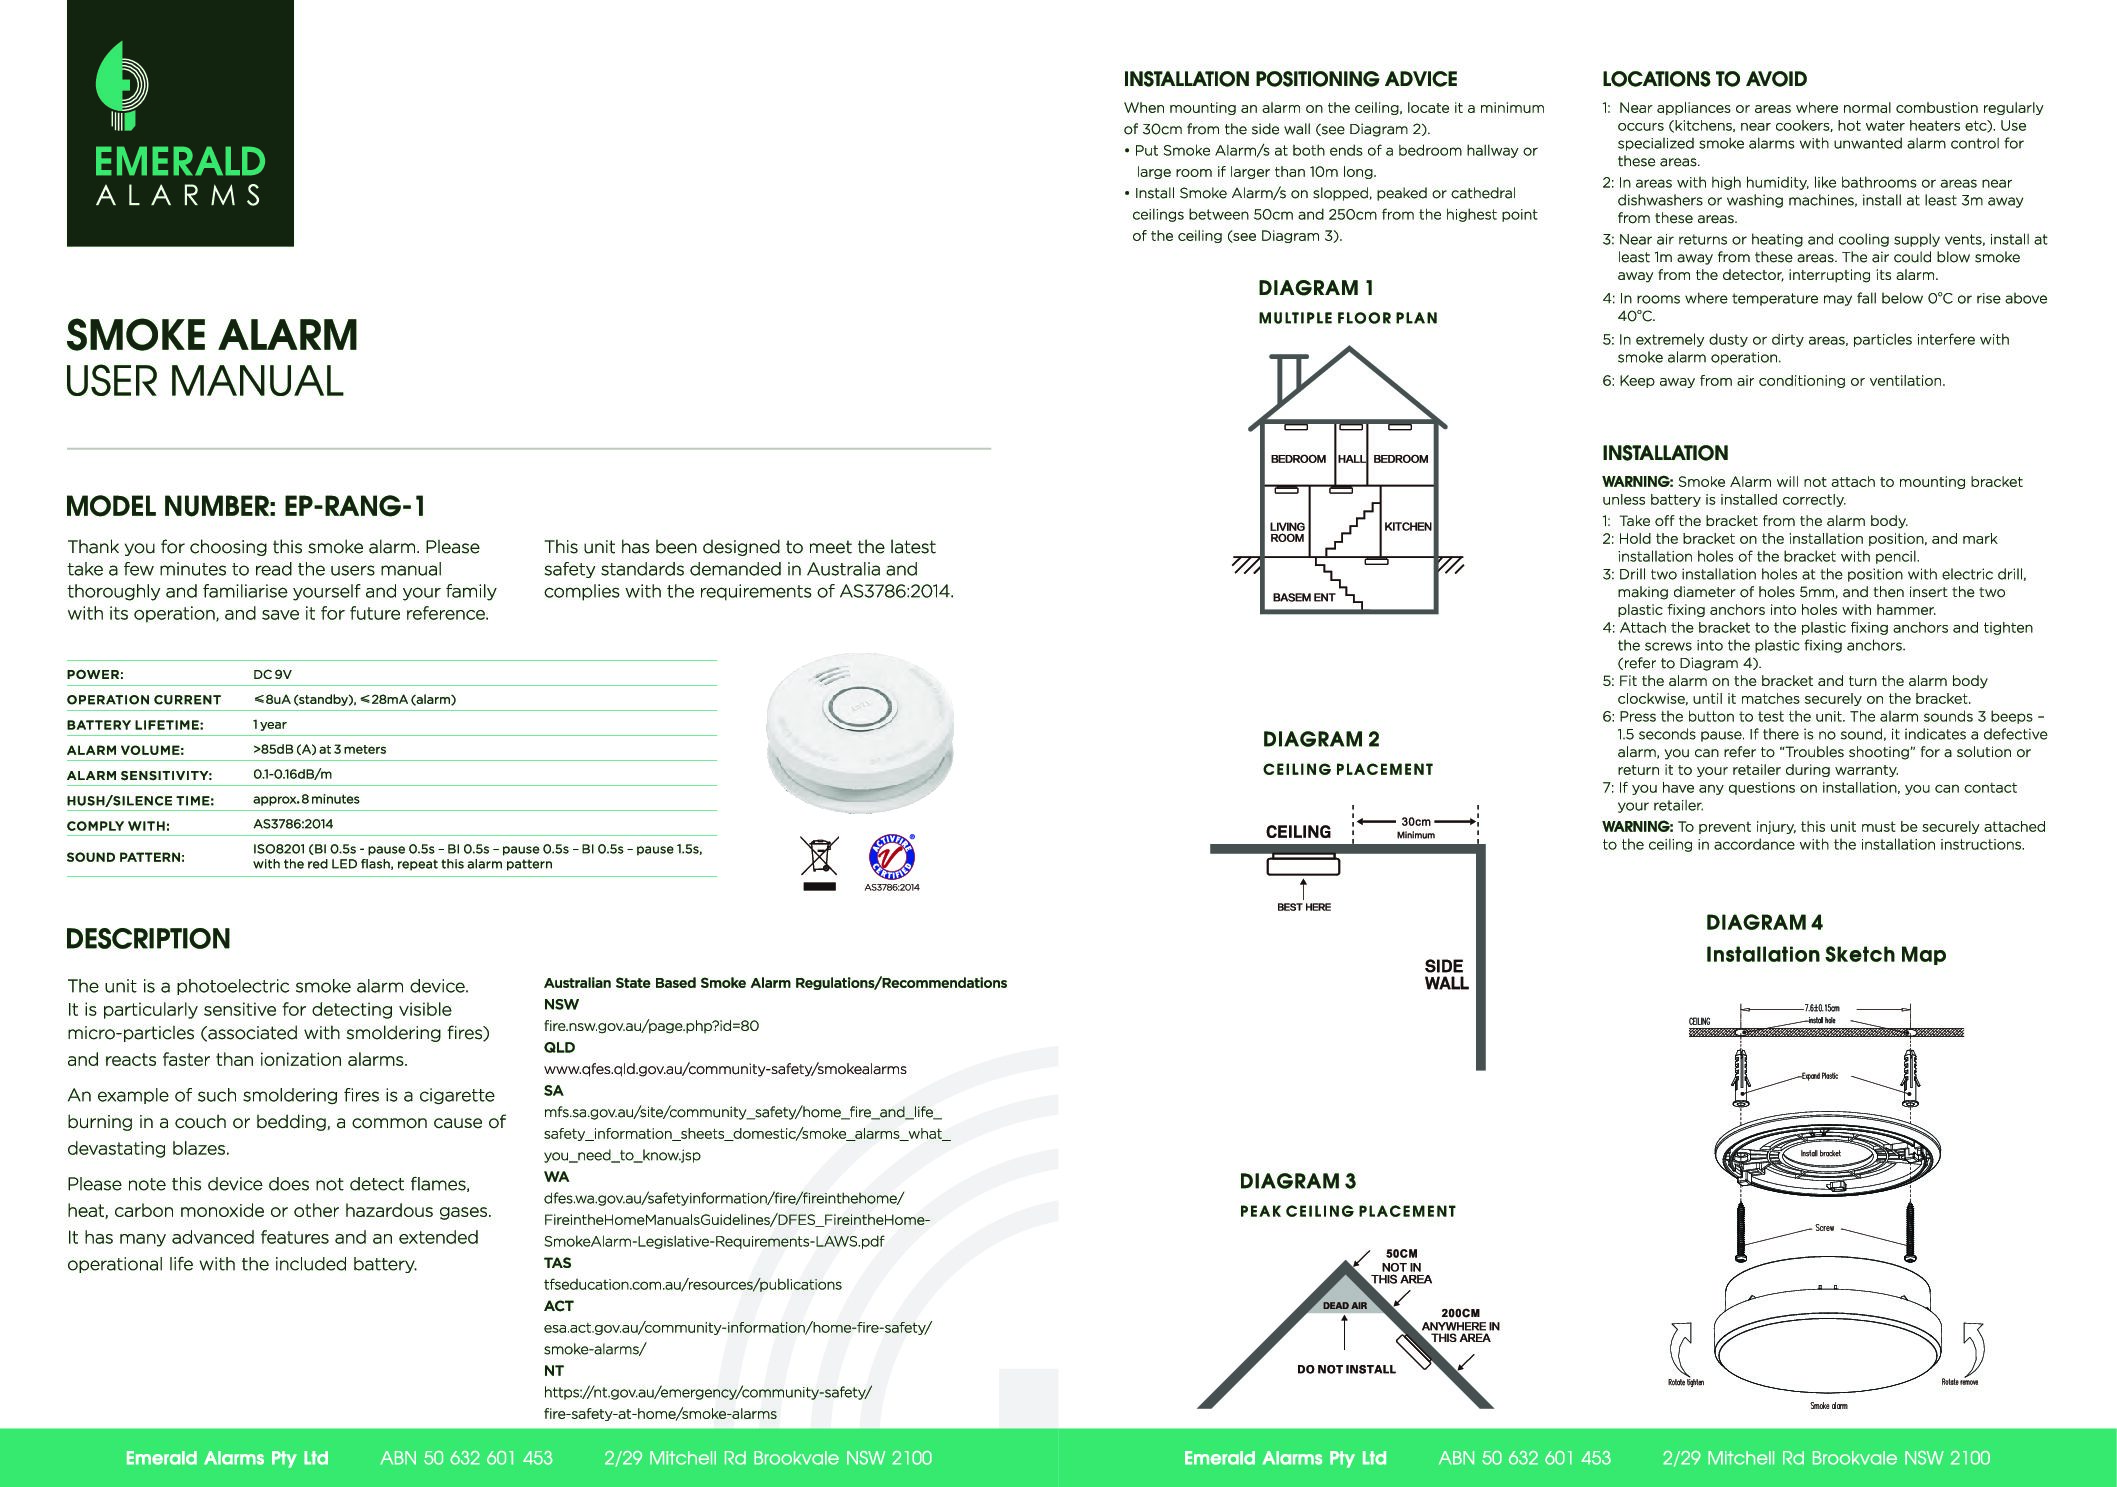 EMERALD
ALARMS
SMOKE ALARM
USER MANUAL
MODEL NUMBER: EP-RANG-1
Thank you for choosing this smoke alarm. Please
take a few minutes to read the users manual
thoroughly and familiarise yourself and your family
with its operation, and save it for future reference.
This unit has been designed to meet the latest
safety standards demanded in Australia and
complies with the requirements of AS3786:2014.
POWER: DC 9V
OPERATION CURRENT ≤8uA (standby), ≤28mA (alarm)
BATTERY LIFETIME: 1 year
ALARM VOLUME: >85dB (A) at 3 meters
ALARM SENSITIVITY: 0.1-0.16dB/m
HUSH/SILENCE TIME: approx. 8 minutes
COMPLY WITH: AS3786:2014
SOUND PATTERN: ISO8201 (BI 0.5s - pause 0.5s – BI 0.5s – pause 0.5s – BI 0.5s – pause 1.5s,
with the red LED flash, repeat this alarm pattern
TEST
ACTIVFIRE
CERTIFIED
®
AS3786:2014
DESCRIPTION
The unit is a photoelectric smoke alarm device.
It is particularly sensitive for detecting visible
micro-particles (associated with smoldering fires)
and reacts faster than ionization alarms.
An example of such smoldering fires is a cigarette
burning in a couch or bedding, a common cause of
devastating blazes.
Please note this device does not detect flames,
heat, carbon monoxide or other hazardous gases.
It has many advanced features and an extended
operational life with the included battery.
Australian State Based Smoke Alarm Regulations/Recommendations
NSW
fire.nsw.gov.au/page.php?id=80
QLD
www.qfes.qld.gov.au/community-safety/smokealarms
SA
mfs.sa.gov.au/site/community_safety/home_fire_and_life_
safety_information_sheets_domestic/smoke_alarms_what_
you_need_to_know.jsp
WA
dfes.wa.gov.au/safetyinformation/fire/fireinthehome/
FireintheHomeManualsGuidelines/DFES_FireintheHome-
SmokeAlarm-Legislative-Requirements-LAWS.pdf
TAS
tfseducation.com.au/resources/publications
ACT
esa.act.gov.au/community-information/home-fire-safety/
smoke-alarms/
NT
https://nt.gov.au/emergency/community-safety/
fire-safety-at-home/smoke-alarms
Emerald Alarms Pty Ltd ABN 50 632 601 453 2/29 Mitchell Rd Brookvale NSW 2100
INSTALLATION POSITIONING ADVICE
When mounting an alarm on the ceiling, locate it a minimum
of 30cm from the side wall (see Diagram 2).
• Put Smoke Alarm/s at both ends of a bedroom hallway or
large room if larger than 10m long.
• Install Smoke Alarm/s on slopped, peaked or cathedral
ceilings between 50cm and 250cm from the highest point
of the ceiling (see Diagram 3).
DIAGRAM 1
MULTIPLE FLOOR PLAN
BEDROOM HALL BEDROOM
LIVING
ROOM
KITCHEN
BASEM ENT
DIAGRAM 2
CEILING PLACEMENT
CEILING
30cm
Minimum
BEST HERE
SIDE
WALL
DIAGRAM 3
PEAK CEILING PLACEMENT
50CM
NOT IN
THIS AREA
DEAD AIR
200CM
ANYWHERE IN
THIS AREA
DO NOT INSTALL
LOCATIONS TO AVOID
1: Near appliances or areas where normal combustion regularly
occurs (kitchens, near cookers, hot water heaters etc). Use
specialized smoke alarms with unwanted alarm control for
these areas.
2: In areas with high humidity, like bathrooms or areas near
dishwashers or washing machines, install at least 3m away
from these areas.
3: Near air returns or heating and cooling supply vents, install at
least 1m away from these areas. The air could blow smoke
away from the detector, interrupting its alarm.
4: In rooms where temperature may fall below 0°C or rise above
40°C.
5: In extremely dusty or dirty areas, particles interfere with
smoke alarm operation.
6: Keep away from air conditioning or ventilation.
INSTALLATION
WARNING: Smoke Alarm will not attach to mounting bracket
unless battery is installed correctly.
1: Take off the bracket from the alarm body.
2: Hold the bracket on the installation position, and mark
installation holes of the bracket with pencil.
3: Drill two installation holes at the position with electric drill,
making diameter of holes 5mm, and then insert the two
plastic fixing anchors into holes with hammer.
4: Attach the bracket to the plastic fixing anchors and tighten
the screws into the plastic fixing anchors.
(refer to Diagram 4).
5: Fit the alarm on the bracket and turn the alarm body
clockwise, until it matches securely on the bracket.
6: Press the button to test the unit. The alarm sounds 3 beeps –
1.5 seconds pause. If there is no sound, it indicates a defective
alarm, you can refer to “Troubles shooting” for a solution or
return it to your retailer during warranty.
7: If you have any questions on installation, you can contact
your retailer.
WARNING: To prevent injury, this unit must be securely attached
to the ceiling in accordance with the installation instructions.
DIAGRAM 4
Installation Sketch Map
7.6±0.15cm
CEILING
install hole
Expand Plastic
Install bracket
Screw
Rotate tighten
Rotate remove
Smoke alarm
Emerald Alarms Pty Ltd ABN 50 632 601 453 2/29 Mitchell Rd Brookvale NSW 2100